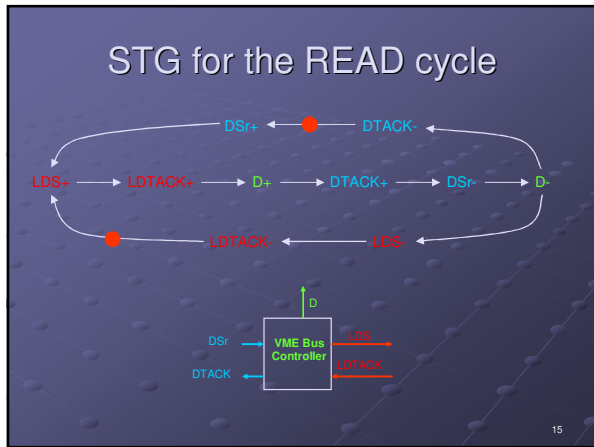 STG for the READ cycle
DSr+ DTACK-
LDS+ LDTACK+ D+ DTACK+ DSr- D-
LDTACK- LDS-
D
DSr VME Bus LDS
DTACK Controller LDTACK
15